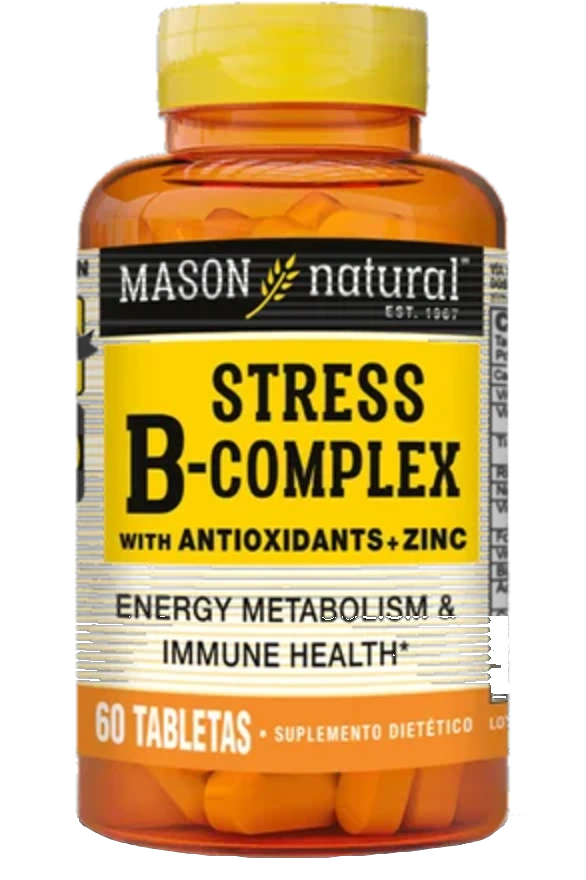 MASON natural™
EST. 1967
STRESS
B-COMPLEX
WITH ANTIOXIDANTS + ZINC
ENERGY METABOLISM &
IMMUNE HEALTH*
60 TABLETAS • SUPLEMENTO DIETÉTICO